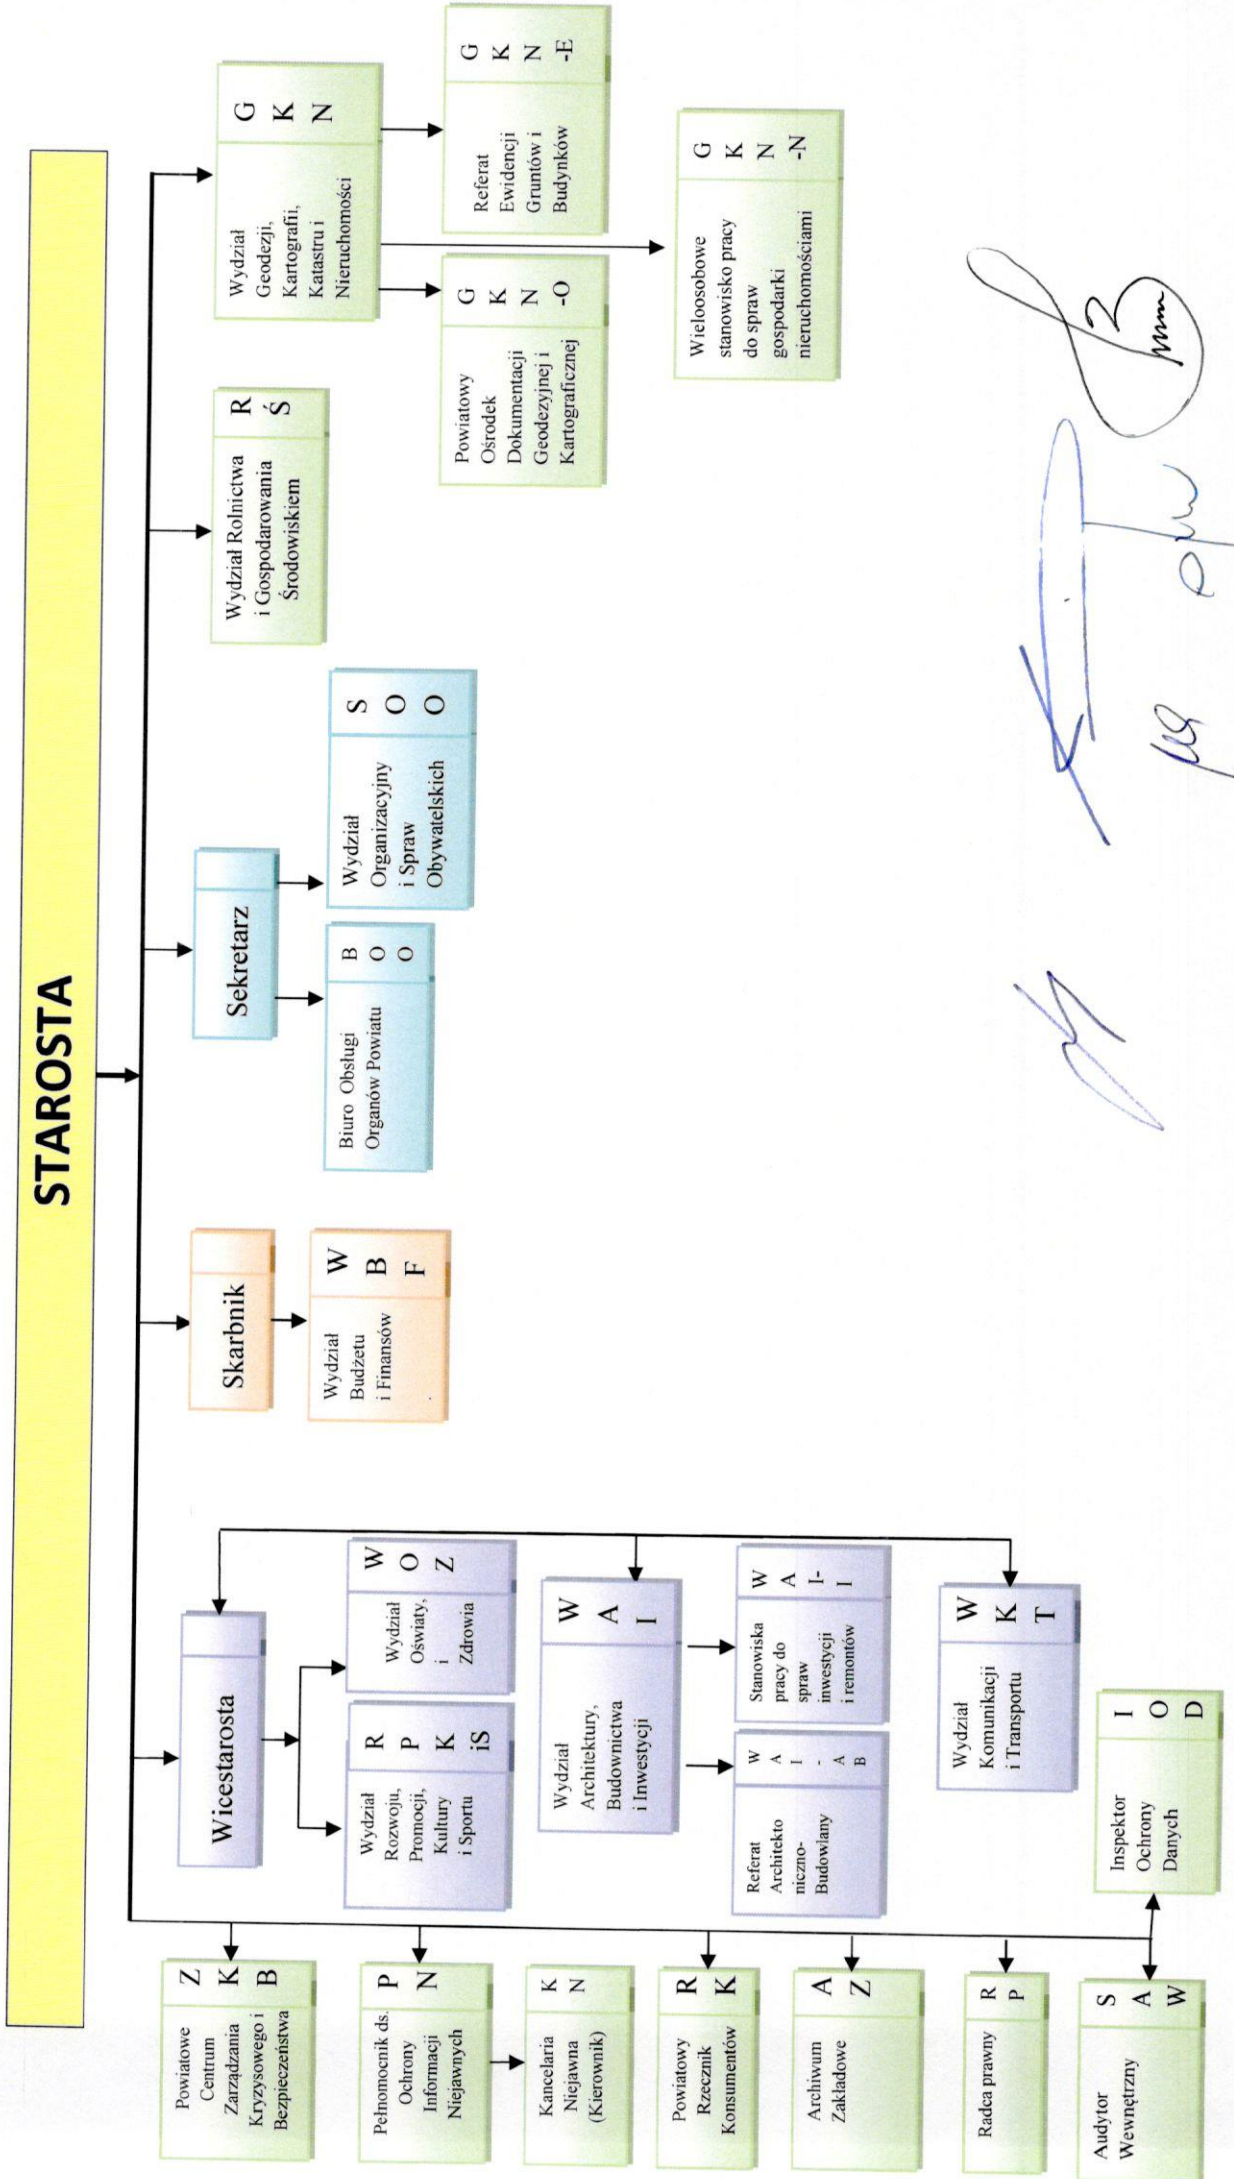 STAROSTA
Powiatowe
Centrum
Zarządzania
Kryzysowego i
Bezpieczeństwa
Z
K
B
Pełnomocnik ds.
Ochrony
Informacji
Niejawnych
P
N
Kancelaria
Niejawna
(Kierownik)
K
N
Powiatowy
Rzecznik
Konsumentów
R
K
Archiwum
Zakładowe
A
Z
Radca prawny
R
P
Audytor
Wewnętrzny
S
A
W
Inspektor
Ochrony
Danych
I
O
D
Wicestarosta
Wydział
Rozwoju,
Promocji,
Kultury
i Sportu
R
P
K
iS
Wydział
Oświaty,
i
Zdrowia
W
O
Z
Wydział
Architektury,
Budownictwa
i Inwestycji
W
A
I
Referat
Architekto
niczno-
Budowlany
W
A
I
-
A
B
Stanowiska
pracy do
spraw
inwestycji
i remontów
W
A
I-
I
Wydział
Komunikacji
i Transportu
W
K
T
Skarbnik
Wydział
Budżetu
i Finansów
W
B
F
Sekretarz
Biuro Obsługi
Organów Powiatu
B
O
O
Wydział
Organizacyjny
i Spraw
Obywatelskich
S
O
O
Wydział Rolnictwa
i Gospodarowania
Środowiskiem
R
Ś
Wydział
Geodezji,
Kartografii,
Katastru i
Nieruchomości
G
K
N
Powiatowy
Ośrodek
Dokumentacji
Geodezyjnej i
Kartograficznej
G
K
N
-O
Referat
Ewidencji
Gruntów i
Budynków
G
K
N
-E
Wieloosobowe
stanowisko pracy
do spraw
gospodarki
nieruchomościami
G
K
N
-N